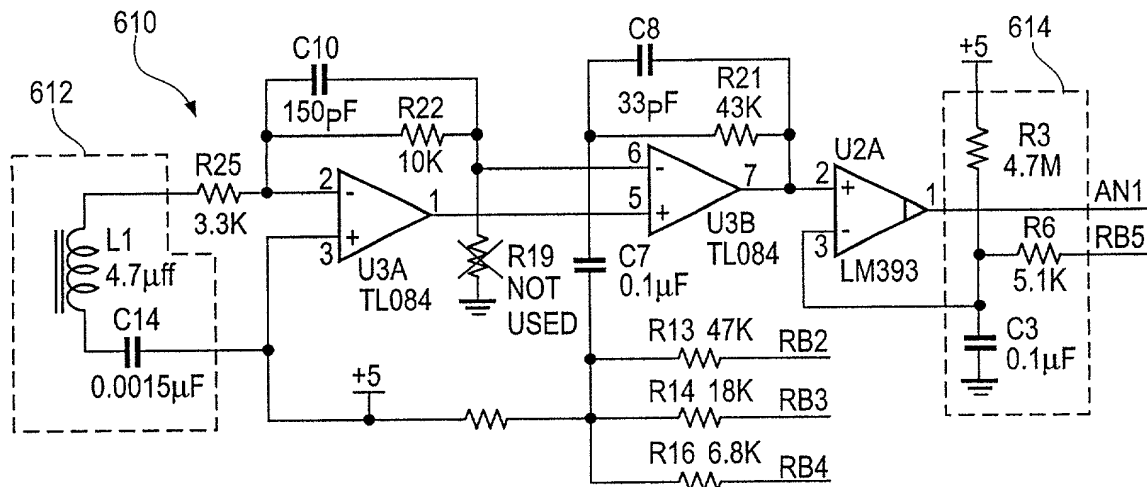 610
612
C10
150pF
R22
10K
R25
3.3K
2
-
3
+
1
U3A
TL084
L1
4.7µff
C14
0.0015µF
R19
NOT
USED
+5
C8
33pF
R21
43K
6
-
5
+
7
U3B
TL084
C7
0.1µF
R13 47K
RB2
R14 18K
RB3
R16 6.8K
RB4
U2A
2
+
3
-
1
LM393
614
+5
R3
4.7M
AN1
R6
RB5
5.1K
C3
0.1µF